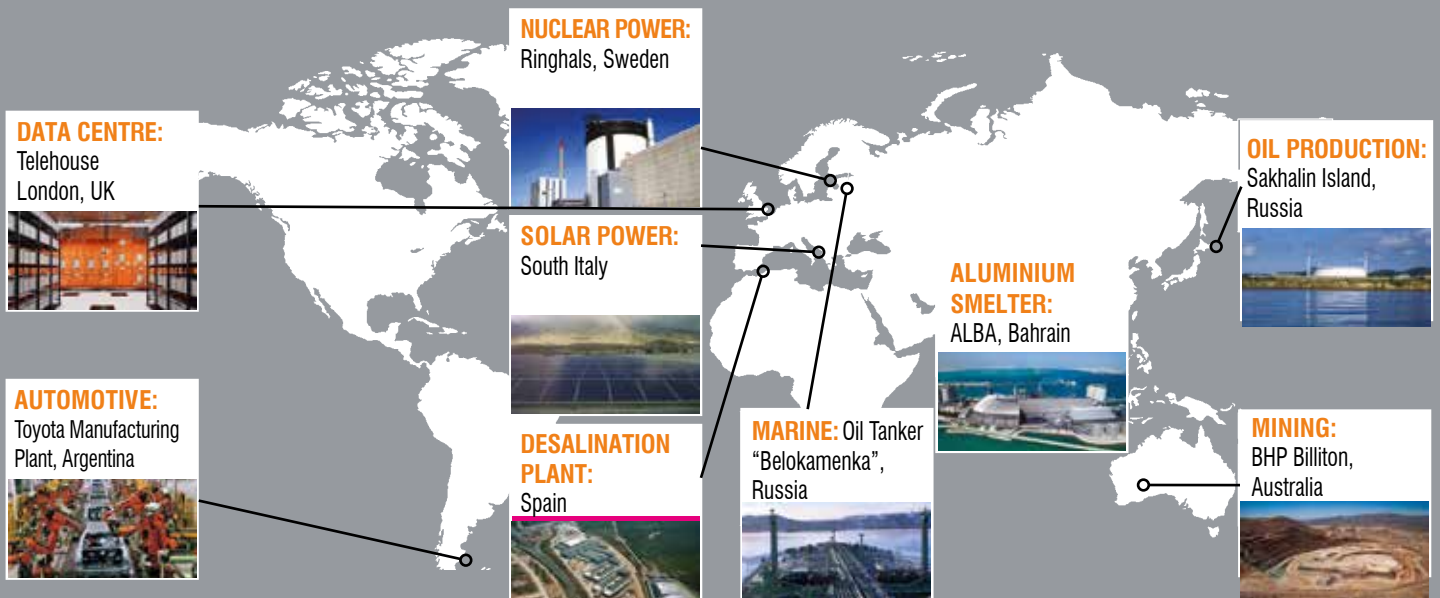 NUCLEAR POWER:
Ringhals, Sweden
DATA CENTRE:
Telehouse
London, UK
OIL PRODUCTION:
Sakhalin Island,
Russia
SOLAR POWER:
South Italy
ALUMINIUM
SMELTER:
ALBA, Bahrain
AUTOMOTIVE:
Toyota Manufacturing
Plant, Argentina
DESALINATION
PLANT:
Spain
MARINE: Oil Tanker
“Belokamenka”,
Russia
MINING:
BHP Billiton,
Australia